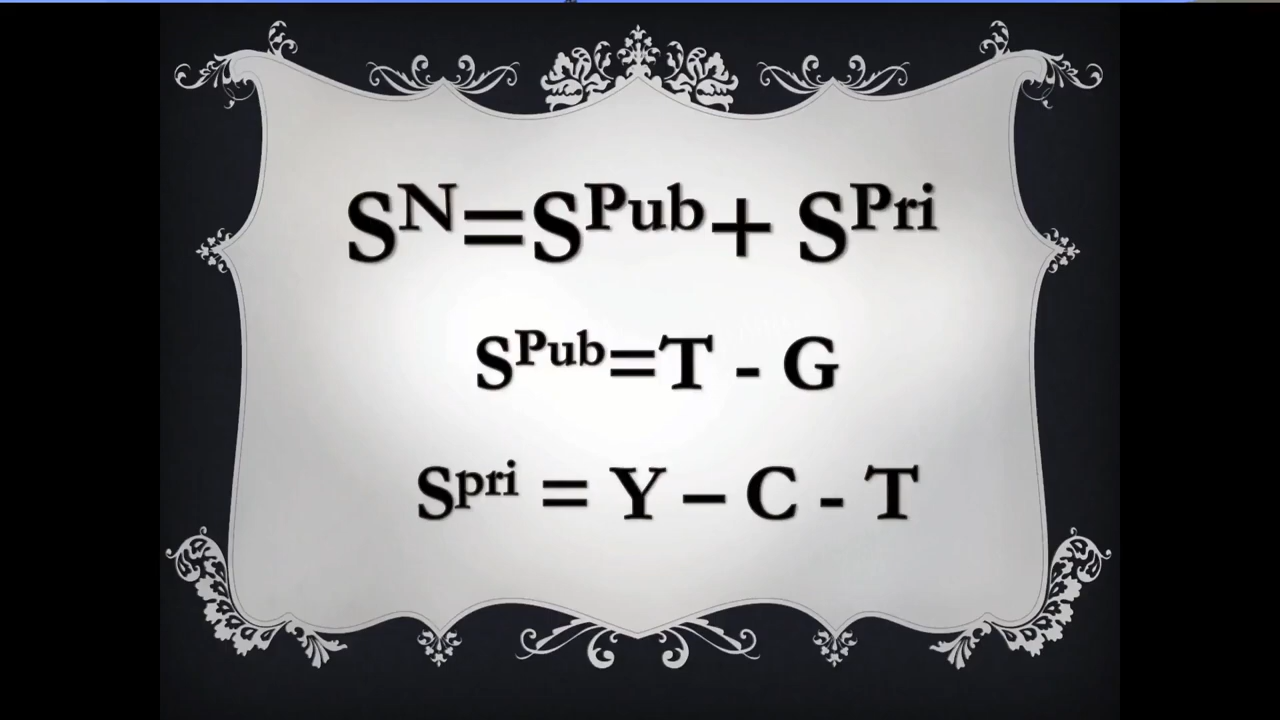 Sᴺ=Sᴾᵘᵇ+ Sᴾʳⁱ
Sᴾᵘᵇ=T - G
Sᵖʳⁱ = Y – C - T